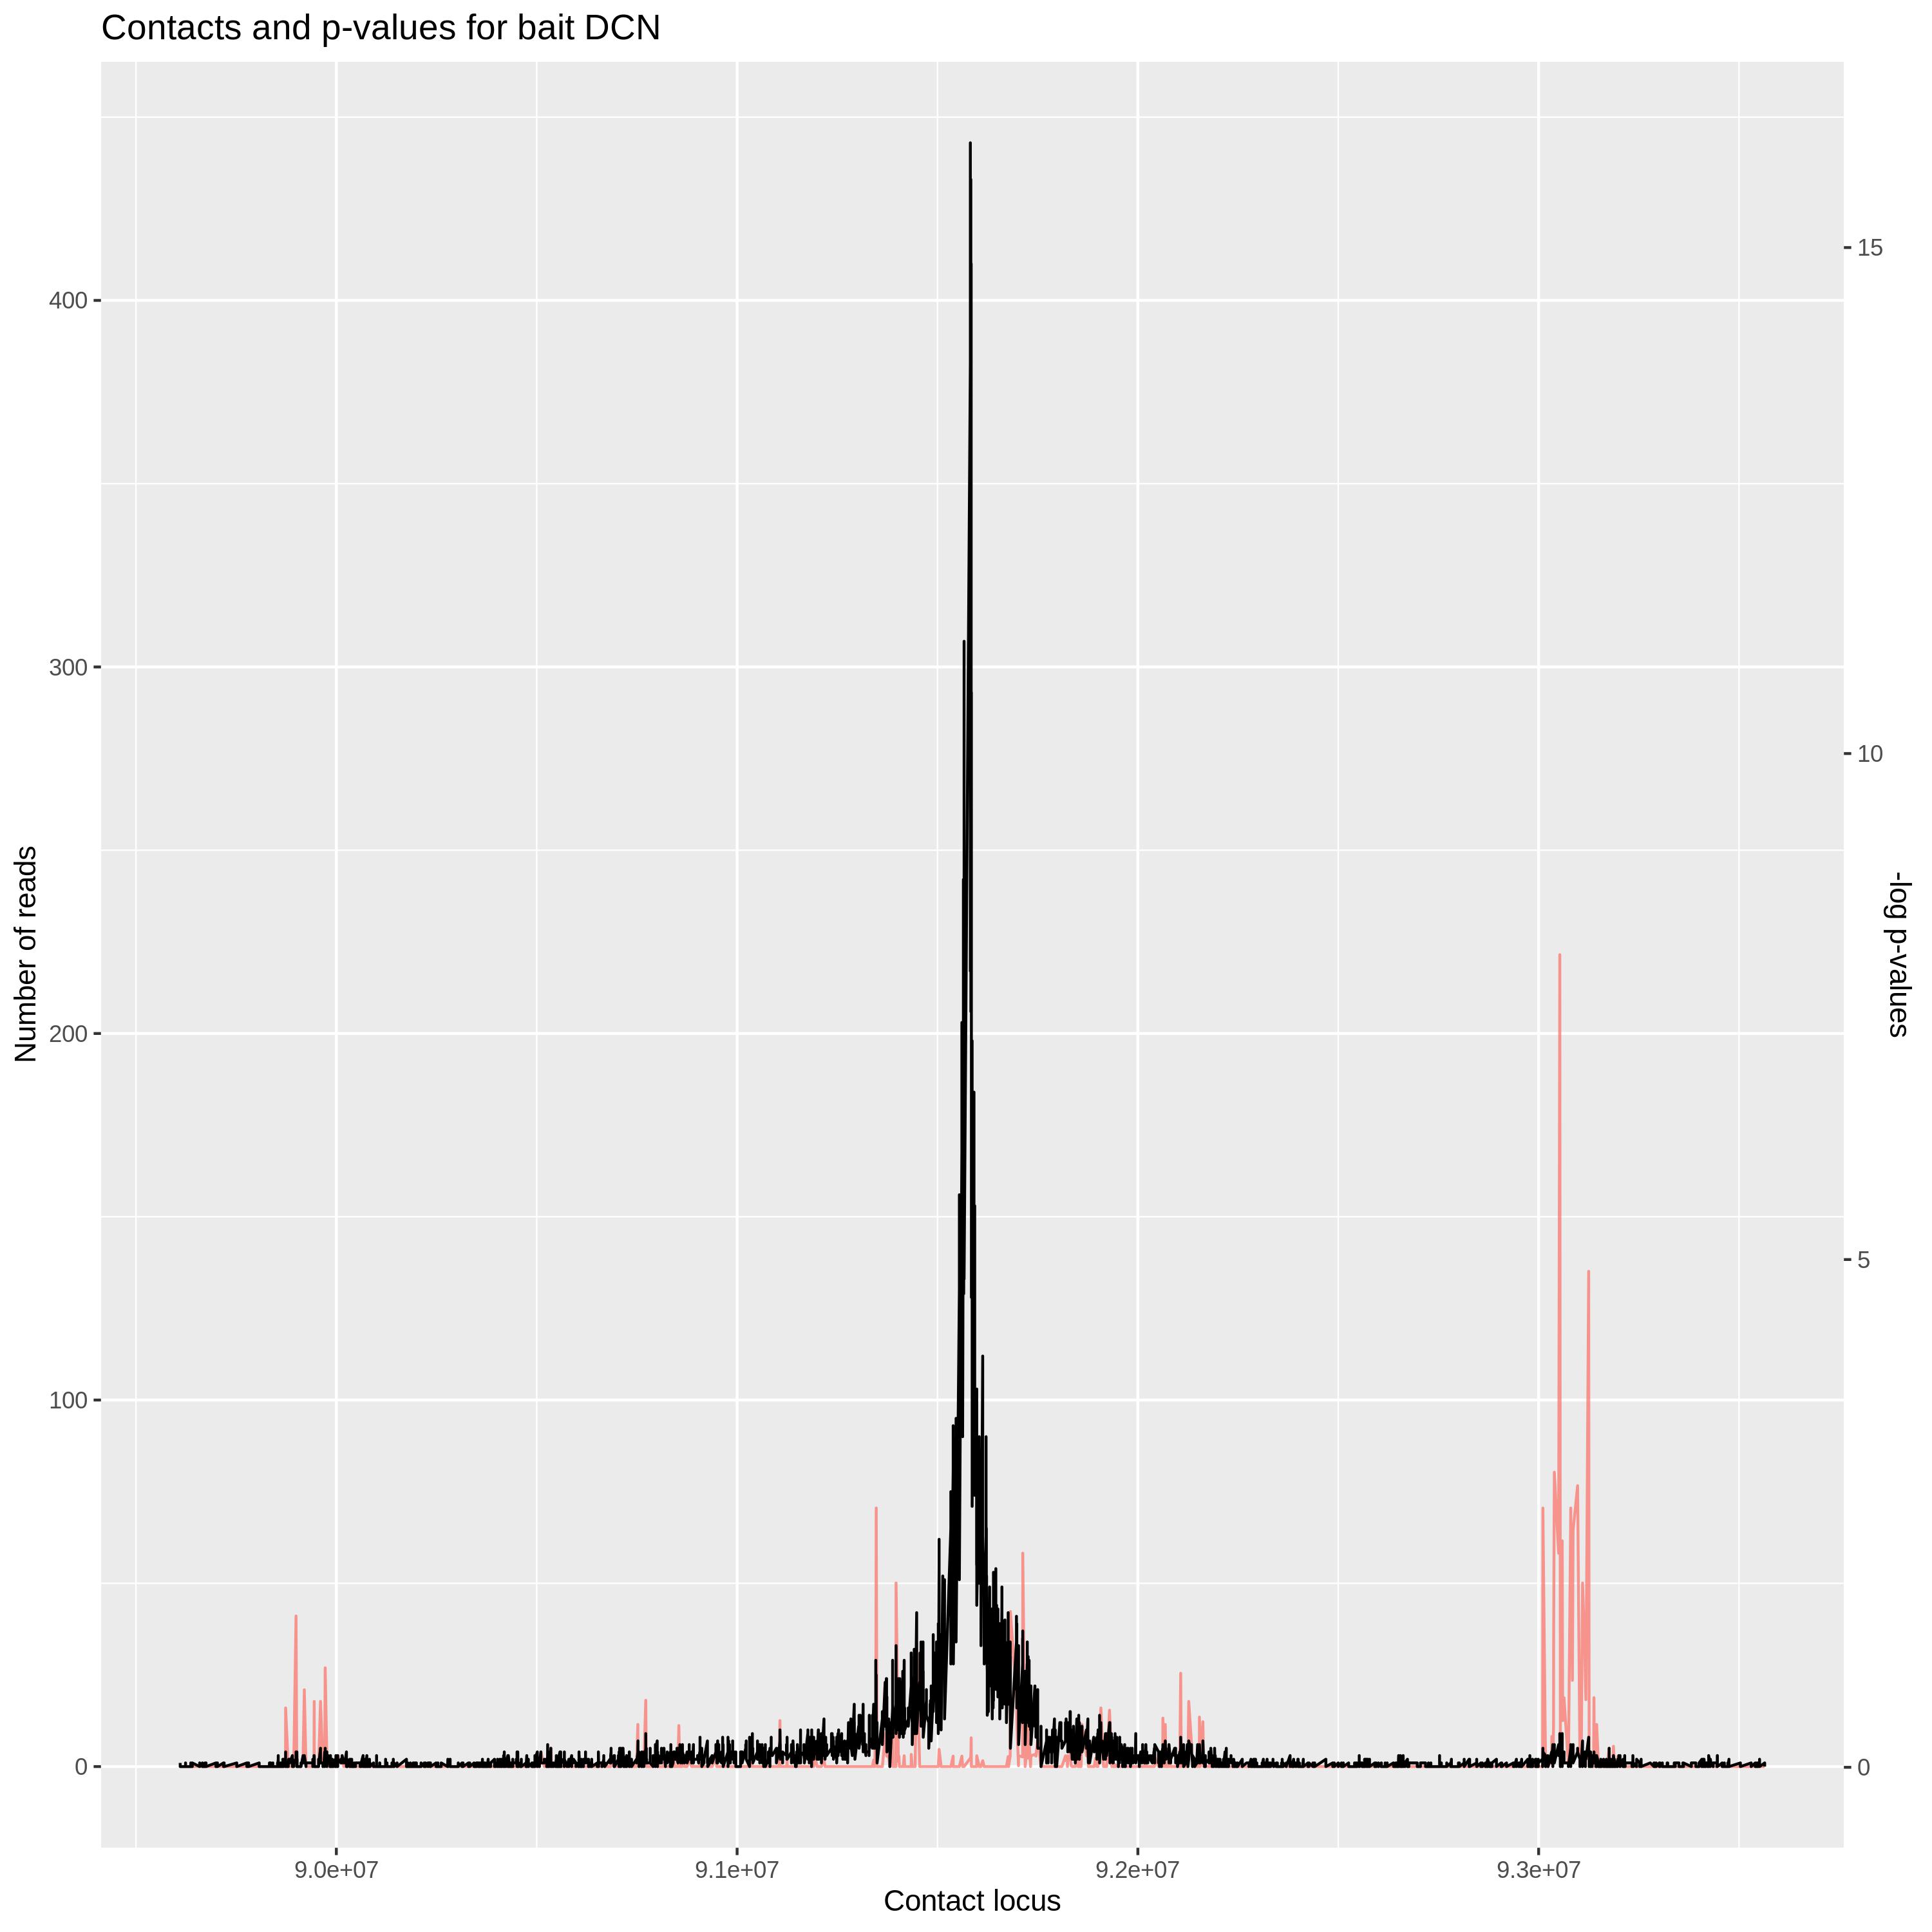 Contacts and p-values for bait DCN
Number of reads
400
300
200
100
0
15
10
5
0
-log p-values
9.0e+07
9.1e+07
9.2e+07
9.3e+07
Contact locus